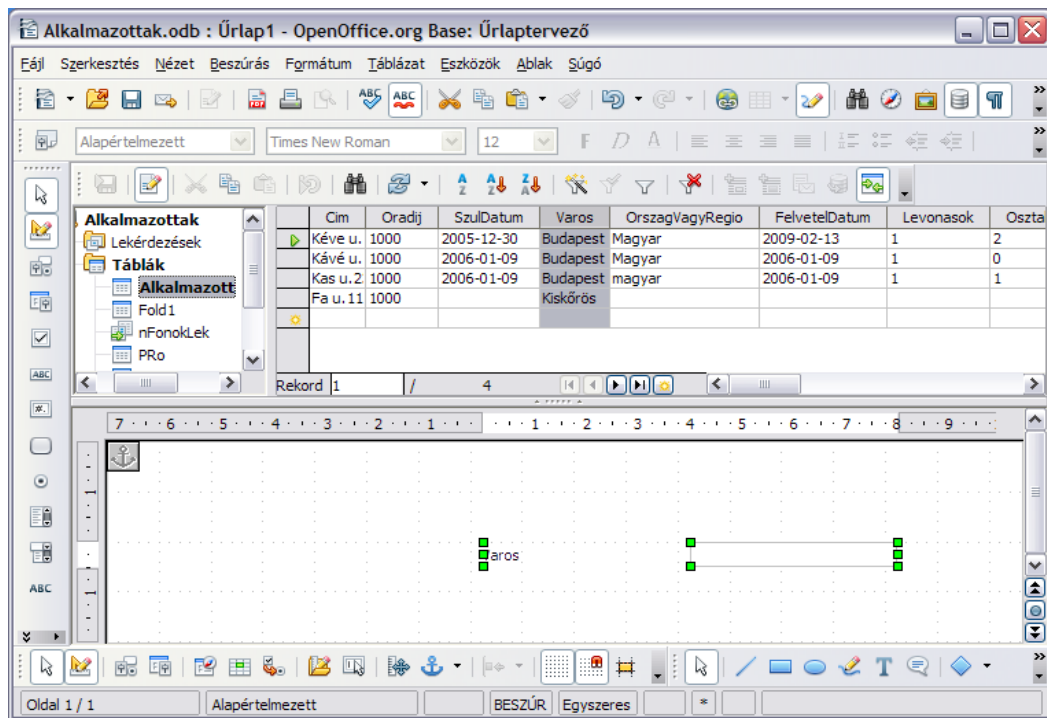 Alkalmazottak.odb : Űrlap1 - OpenOffice.org Base: Űrlaptervező
Fájl Szerkesztés Nézet Beszúrás Formátum Táblázat Eszközök Ablak Súgó
Alapértelmezett Times New Roman 12 F D A
Alkalmazottak
Lekérdezések
Táblák
Alkalmazott
Fold1
nFonokLek
PRo
Cim Oradij SzulDatum Varos OrszagVagyRegio FelvetelDatum Levonasok Oszta
Kéve u. 1000 2005-12-30 Budapest Magyar 2009-02-13 1 2
Kávé u. 1000 2006-01-09 Budapest Magyar 2006-01-09 1 0
Kas u.2 1000 2006-01-09 Budapest magyar 2006-01-09 1 1
Fa u.11 1000 Kiskőrös
Rekord 1 / 4
7 6 5 4 3 2 1 1 2 3 4 5 6 7 8 9
Varos
Oldal 1 / 1 Alapértelmezett BESZÚR Egyszeres *